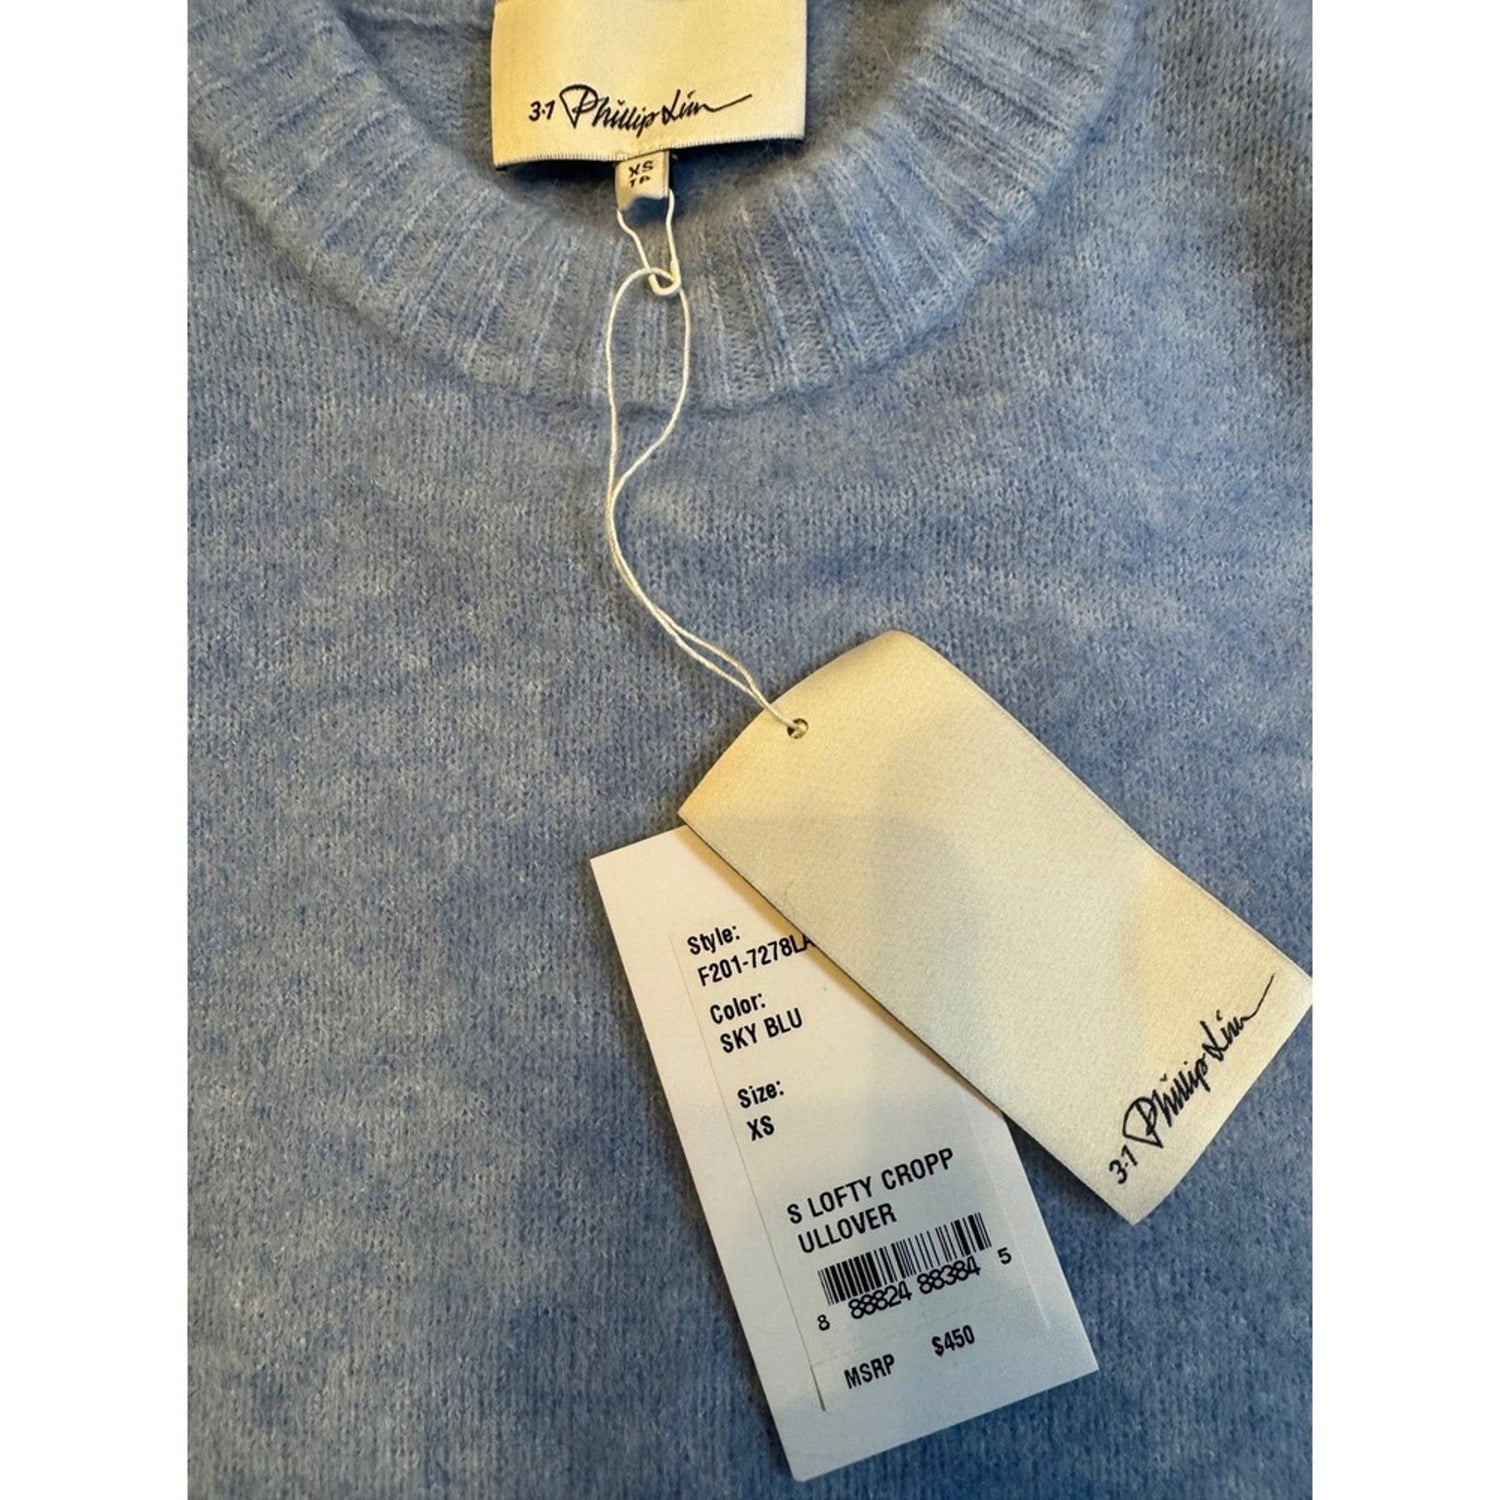 3.1 Phillip Lim
XS
TP
Style:
F201-7278LA
Color:
SKY BLU
Size:
XS
S LOFTY CROPP
ULLOVER
8 88824 88384 5
MSRP $450
3.1 Phillip Lim